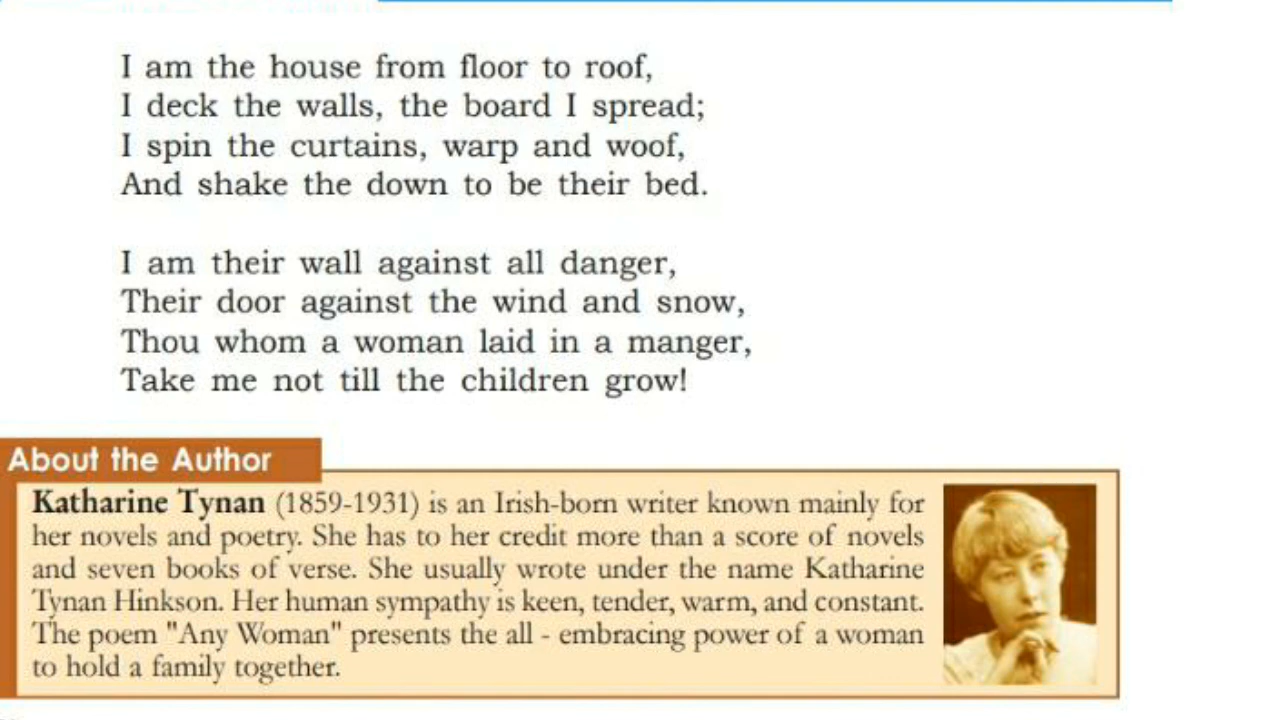 I am the house from floor to roof,
I deck the walls, the board I spread;
I spin the curtains, warp and woof,
And shake the down to be their bed.
I am their wall against all danger,
Their door against the wind and snow,
Thou whom a woman laid in a manger,
Take me not till the children grow!
About the Author
Katharine Tynan (1859-1931) is an Irish-born writer known mainly for
her novels and poetry. She has to her credit more than a score of novels
and seven books of verse. She usually wrote under the name Katharine
Tynan Hinkson. Her human sympathy is keen, tender, warm, and constant.
The poem "Any Woman" presents the all - embracing power of a woman
to hold a family together.